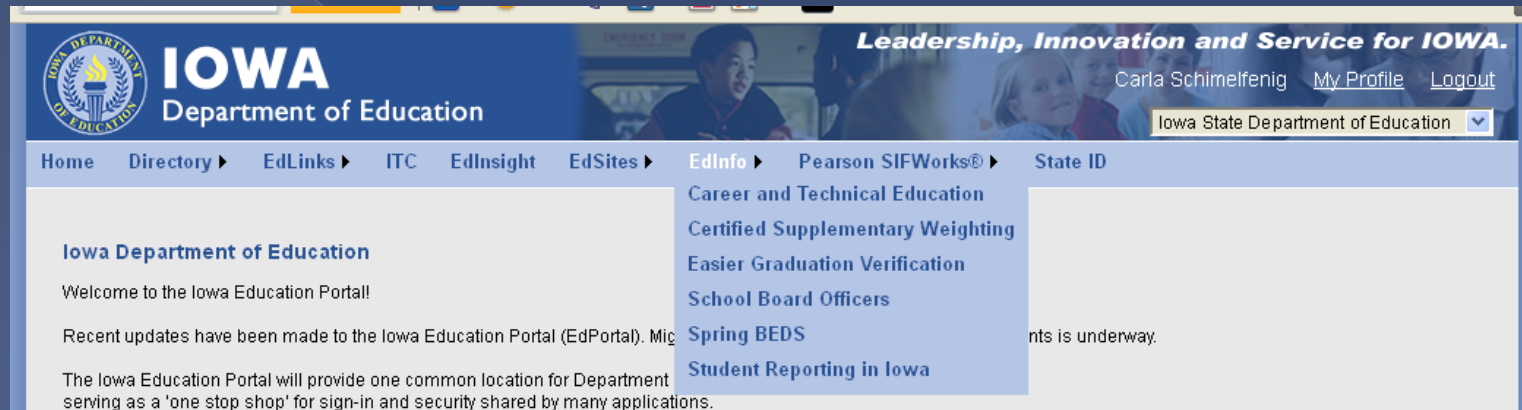 Leadership, Innovation and Service for IOWA.
IOWA DEPARTMENT OF EDUCATION
IOWA
Department of Education
EMERGENCY DOOR
Carla Schimelfenig My Profile Logout
Iowa State Department of Education
Home Directory EdLinks ITC EdInsight EdSites EdInfo Pearson SIFWorks® State ID
Career and Technical Education
Certified Supplementary Weighting
Easier Graduation Verification
School Board Officers
Spring BEDS
Student Reporting in Iowa
Iowa Department of Education
Welcome to the Iowa Education Portal!
Recent updates have been made to the Iowa Education Portal (EdPortal). Mig nts is underway.
The Iowa Education Portal will provide one common location for Department
serving as a 'one stop shop' for sign-in and security shared by many applications.